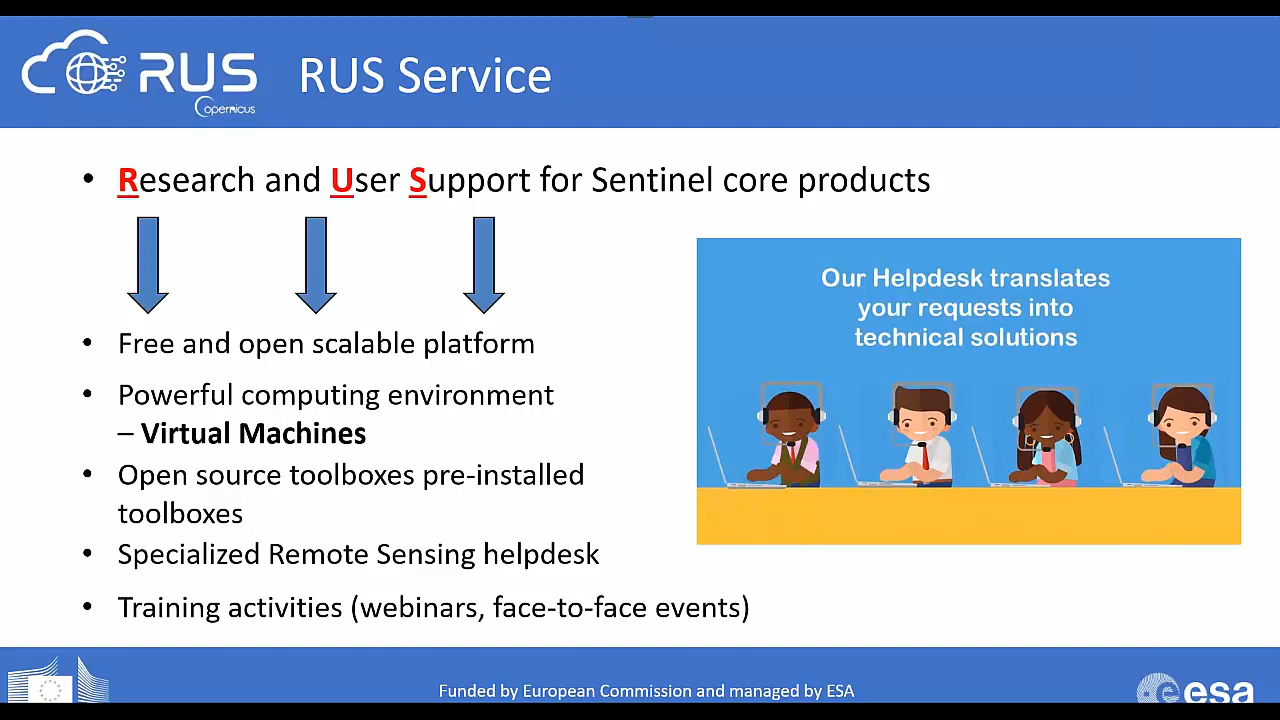 RUS
Copernicus
RUS Service
• Research and User Support for Sentinel core products
• Free and open scalable platform
• Powerful computing environment
– Virtual Machines
• Open source toolboxes pre-installed
toolboxes
• Specialized Remote Sensing helpdesk
• Training activities (webinars, face-to-face events)
Our Helpdesk translates
your requests into
technical solutions
Funded by European Commission and managed by ESA
esa